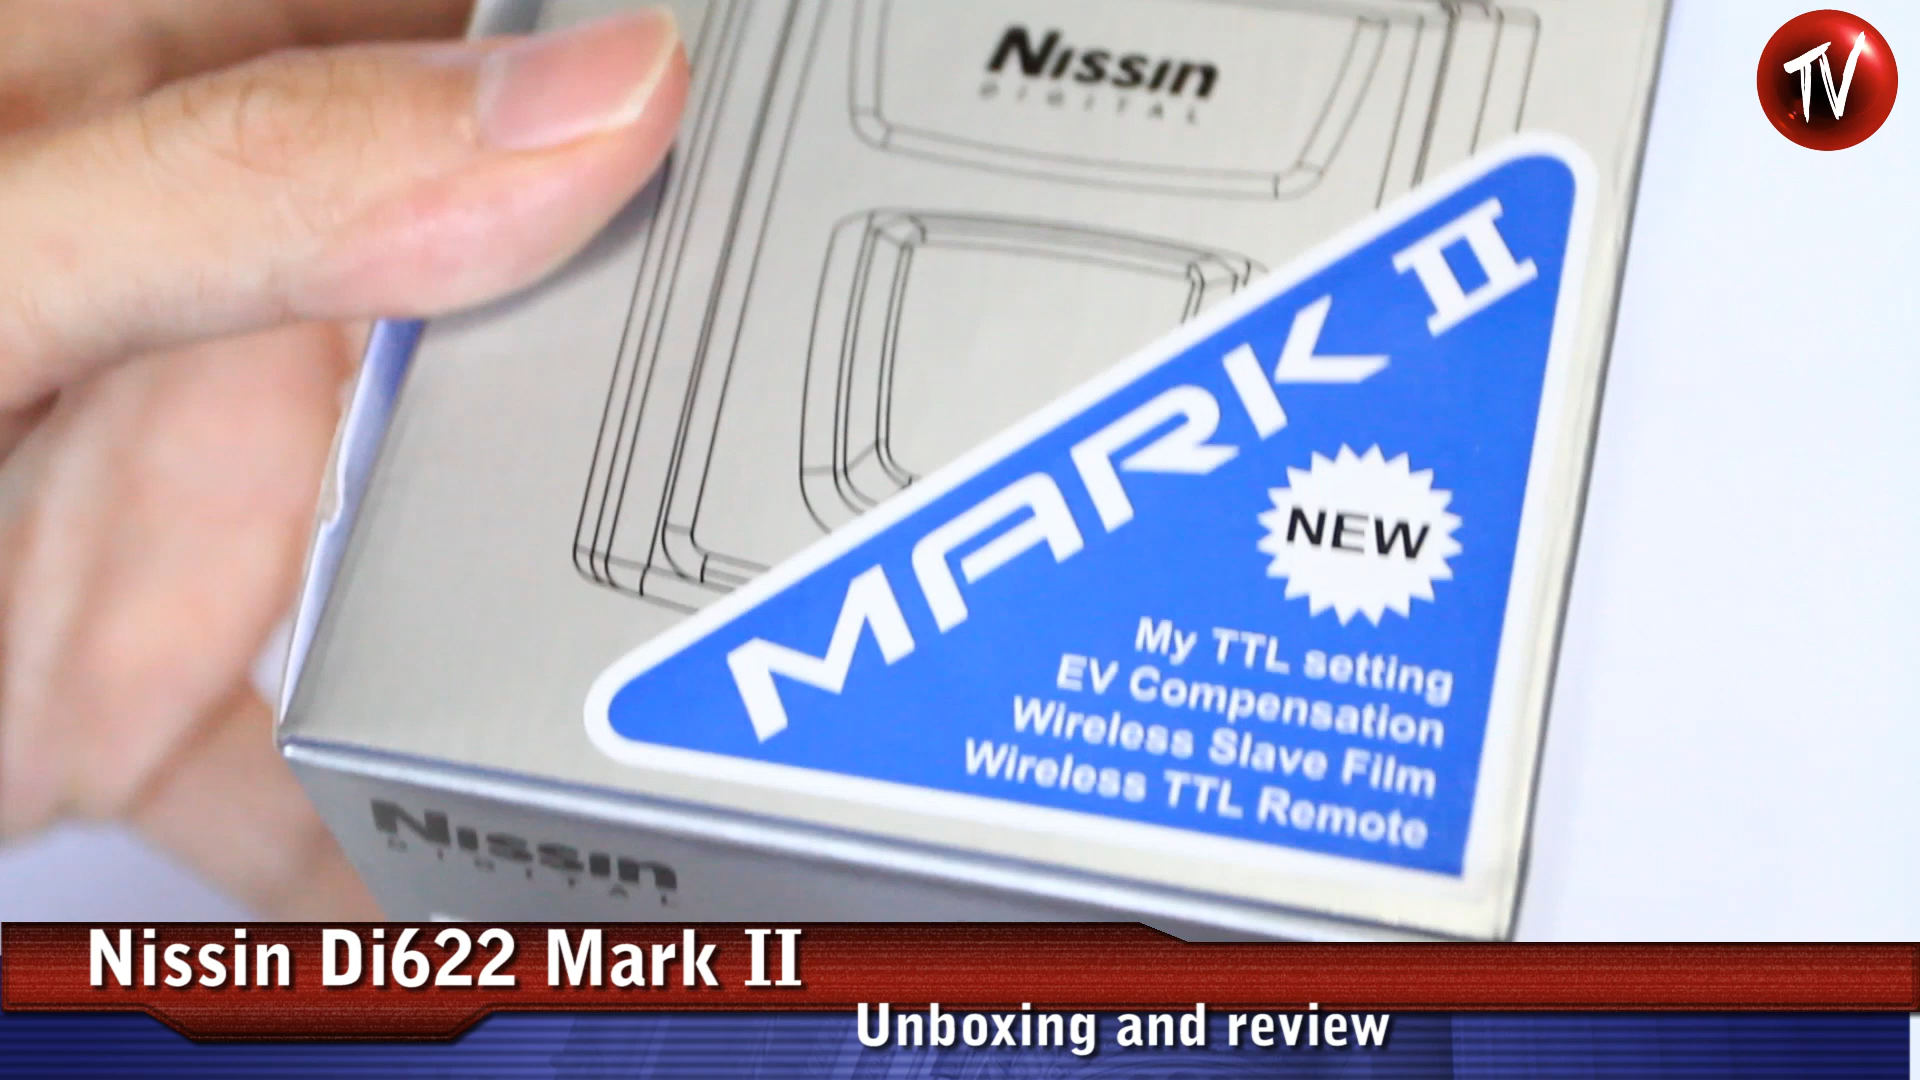 TV
Nissin
DIGITAL
MARK II
NEW
My TTL setting
EV Compensation
Wireless Slave Film
Wireless TTL Remote
Nissin
DIGITAL
Nissin Di622 Mark II
Unboxing and review